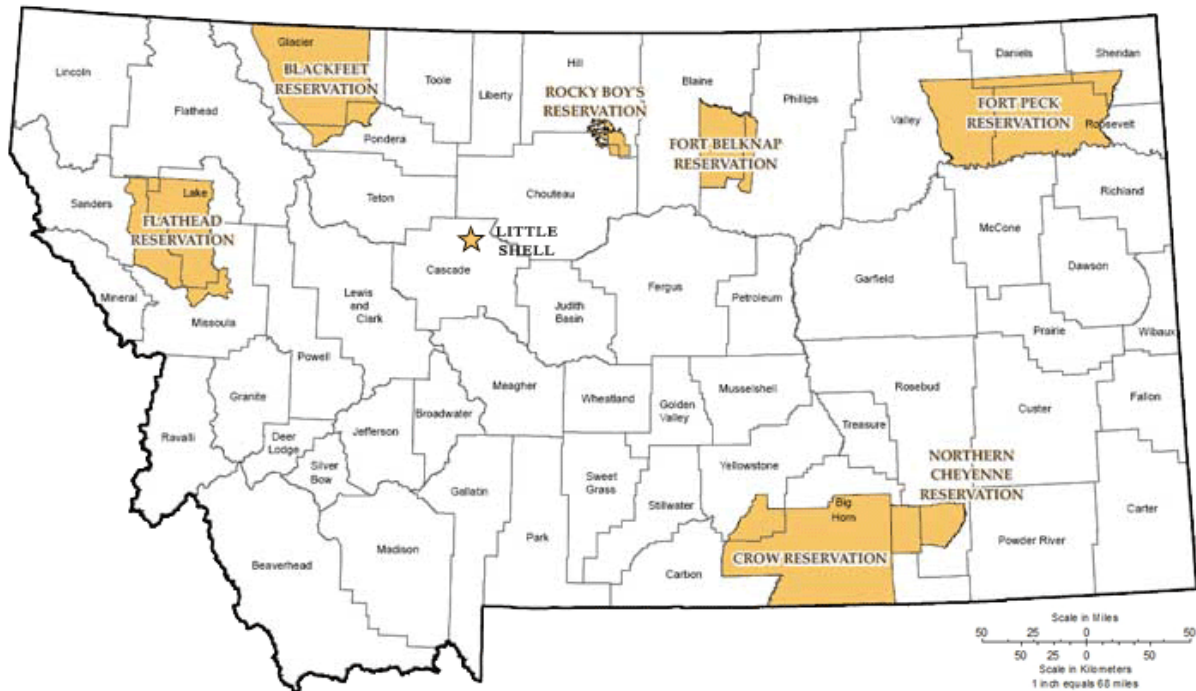 Lincoln
Flathead
Glacier
BLACKFEET
RESERVATION
Toole
Liberty
Hill
ROCKY BOY'S
RESERVATION
Blaine
Phillips
Daniels
Sheridan
Valley
FORT PECK
RESERVATION
Roosevelt
Pondera
FORT BELKNAP
RESERVATION
Sanders
Lake
FLATHEAD
RESERVATION
Teton
Chouteau
Richland
McCone
LITTLE
SHELL
Cascade
Garfield
Dawson
Mineral
Missoula
Lewis
and
Clark
Judith
Basin
Fergus
Petroleum
Prairie
Wibaux
Powell
Granite
Meagher
Wheatland
Golden
Valley
Musselshell
Rosebud
Custer
Fallon
Ravalli
Deer
Lodge
Silver
Bow
Jefferson
Broadwater
Treasure
Yellowstone
NORTHERN
CHEYENNE
RESERVATION
Gallatin
Park
Sweet
Grass
Stillwater
Big
Horn
Carter
Beaverhead
Madison
Carbon
CROW RESERVATION
Powder River
Scale in Miles
50 25 0 50
50 25 0 50
Scale in Kilometers
1 inch equals 68 miles